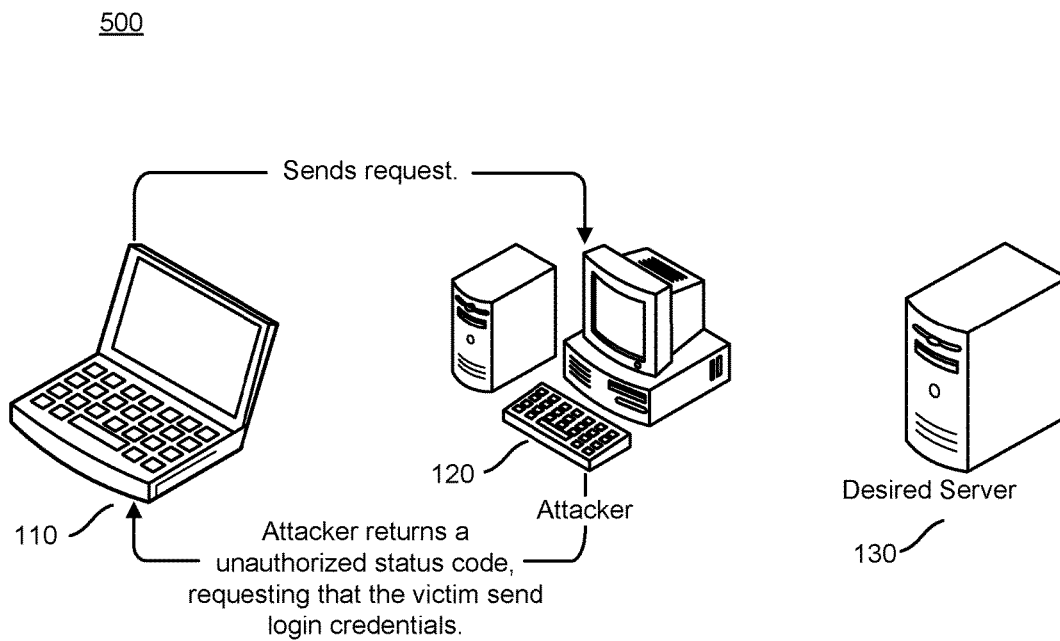 500
Sends request.
120
Attacker
Desired Server
110
130
Attacker returns a
unauthorized status code,
requesting that the victim send
login credentials.